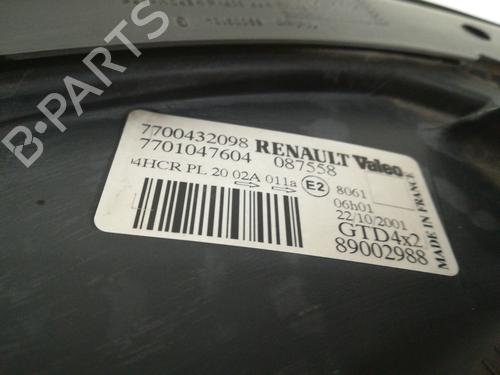 7700432098 RENAULT Valeo
7701047604 087558
4HCR PL 20 02A 011a E2 8061
06h01
22/10/2001
GTD4x2
89002988
MADE IN FRANCE
B-PARTS